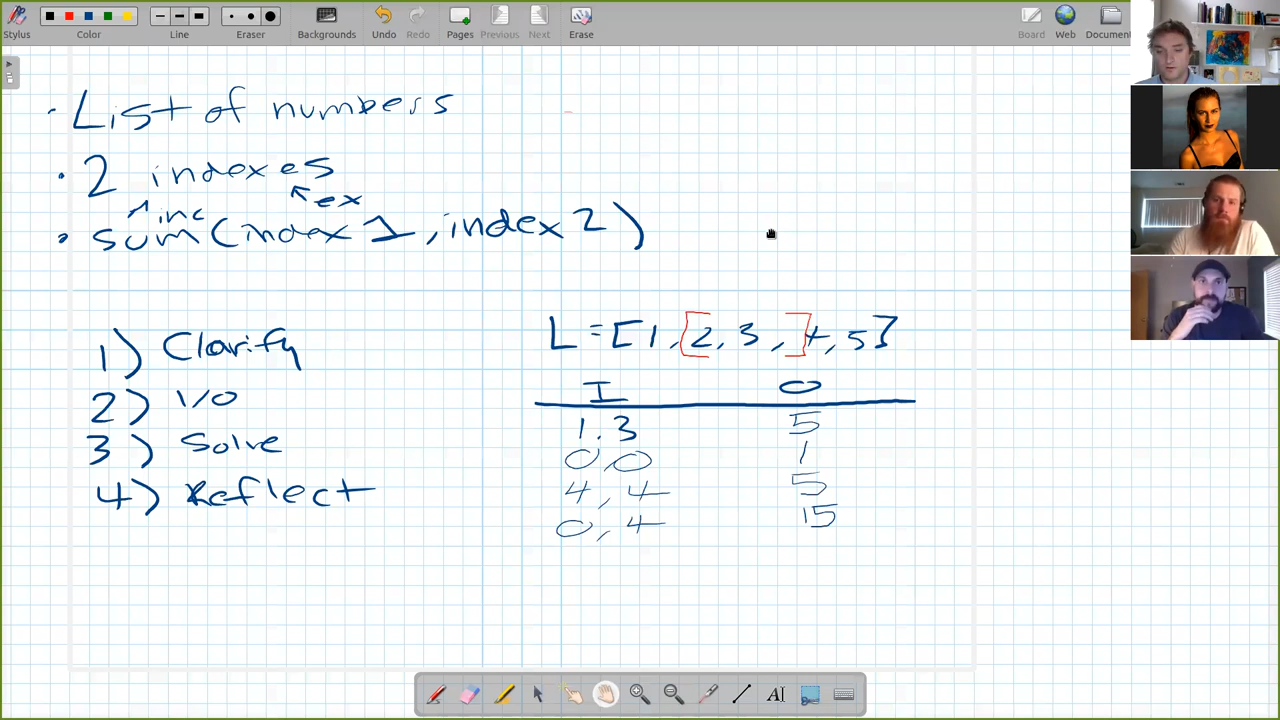 Stylus Color Line Eraser Backgrounds Undo Redo Pages Previous Next Erase Board Web Document
· List of numbers
· 2 indexes
inc ex
· sum(index 1, index 2)
1) Clarify
2) I/O
3) Solve
4) Reflect
L = [1, [2, 3, ] 4, 5]
I O
1. 3 5
0, 0 1
4, 4 5
0, 4 15
AI